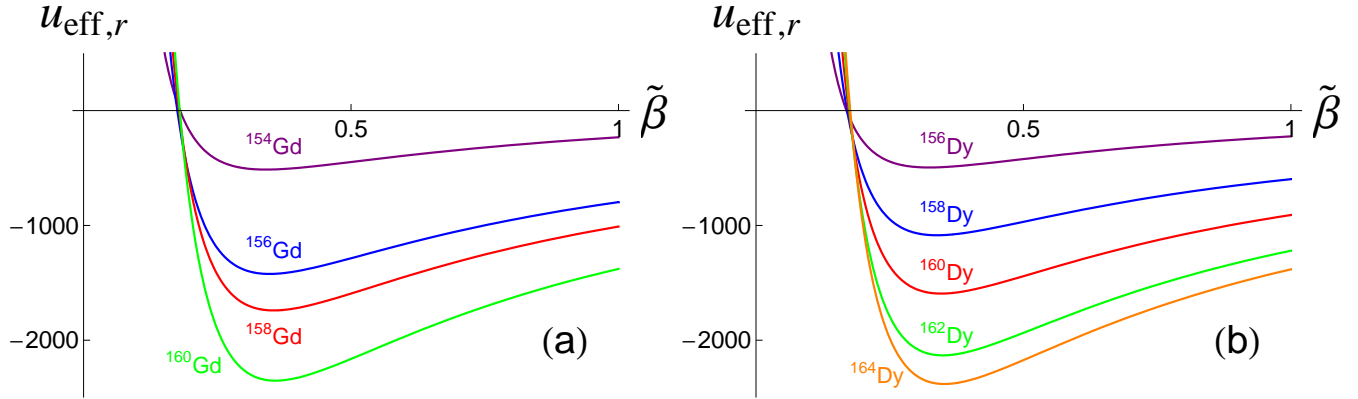 u_eff,r
β̃
0.5
1
−1000
−2000
¹⁵⁴Gd
¹⁵⁶Gd
¹⁵⁸Gd
¹⁶⁰Gd
(a)
u_eff,r
β̃
0.5
1
−1000
−2000
¹⁵⁶Dy
¹⁵⁸Dy
¹⁶⁰Dy
¹⁶²Dy
¹⁶⁴Dy
(b)